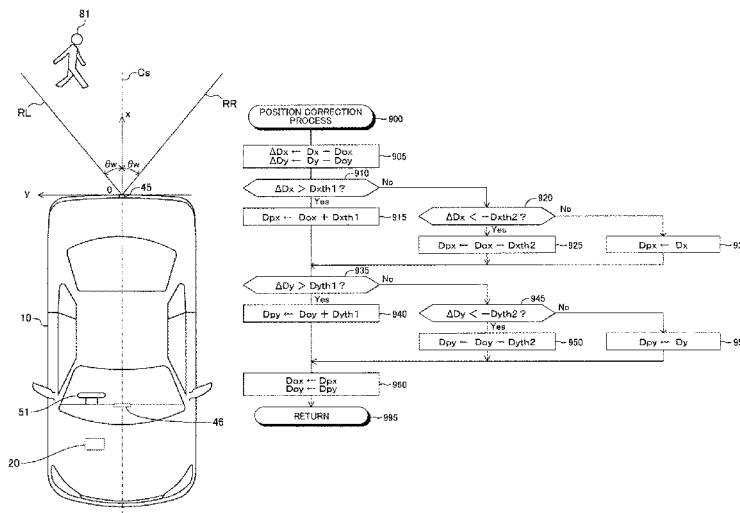 81
Cs
RL
RR
x
θw
θw
y
0
45
10
51
46
20
POSITION CORRECTION
PROCESS
900
ΔDx ← Dx − Dox
ΔDy ← Dy − Doy
905
910
ΔDx > Dxth1?
No
Yes
Dpx ← Dox + Dxth1
915
920
ΔDx < −Dxth2?
No
Yes
Dpx ← Dox − Dxth2
925
Dpx ← Dx
935
ΔDy > Dyth1?
No
Yes
Dpy ← Doy + Dyth1
940
945
ΔDy < −Dyth2?
No
Yes
Dpy ← Doy − Dyth2
950
Dpy ← Dy
Dox ← Dpx
Doy ← Dpy
960
RETURN
995